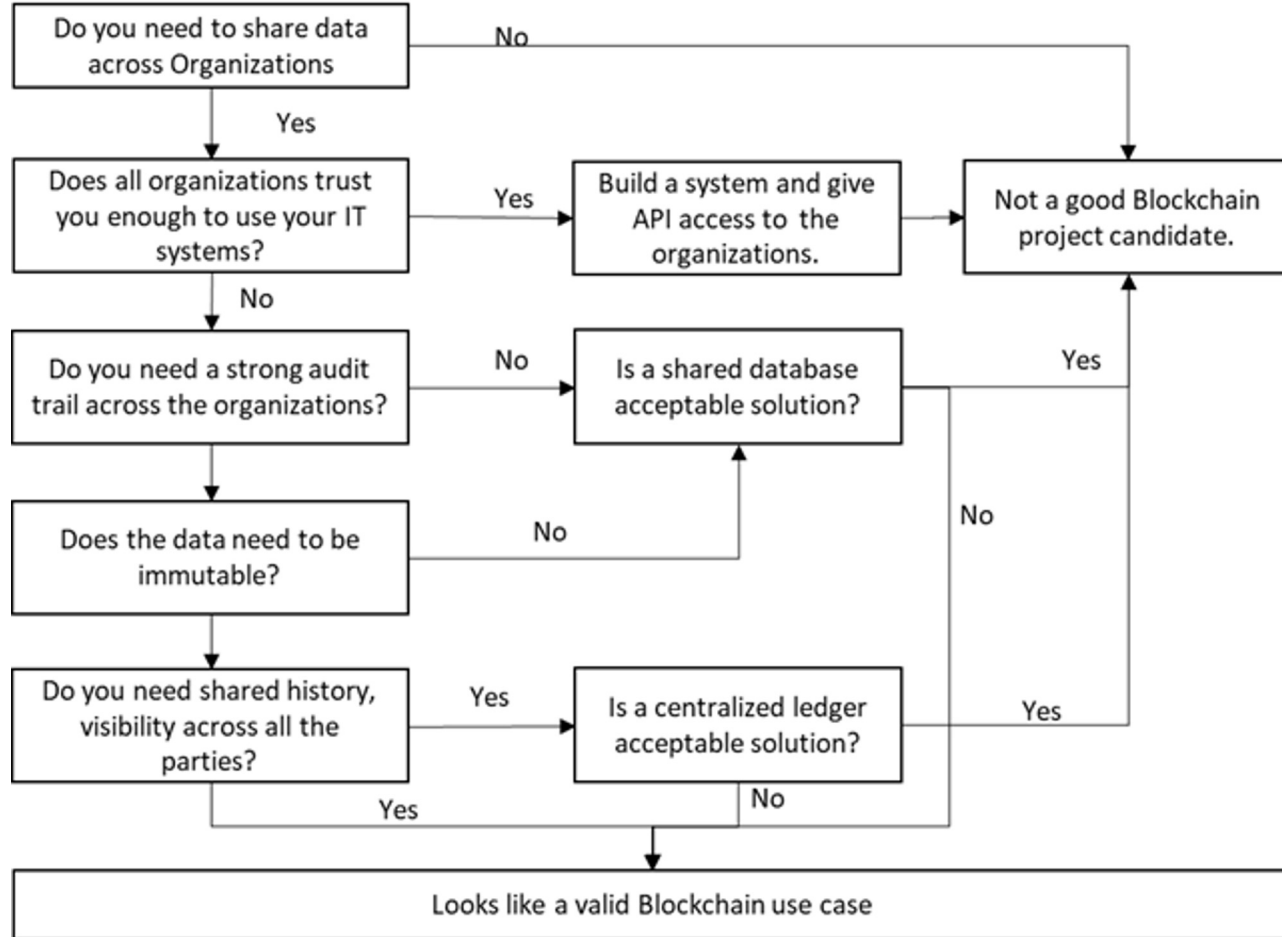 Do you need to share data
across Organizations
No
Yes
Does all organizations trust
you enough to use your IT
systems?
Yes
Build a system and give
API access to the
organizations.
Not a good Blockchain
project candidate.
No
Do you need a strong audit
trail across the organizations?
No
Is a shared database
acceptable solution?
Yes
No
Does the data need to be
immutable?
No
Do you need shared history,
visibility across all the
parties?
Yes
Is a centralized ledger
acceptable solution?
Yes
Yes
No
Looks like a valid Blockchain use case